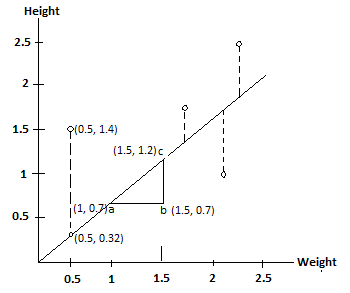 Height
2.5
2
1.5
(0.5, 1.4)
(1.5, 1.2) c
1
(1, 0.7) a
b (1.5, 0.7)
0.5
(0.5, 0.32)
Weight
0.5 1 1.5 2 2.5